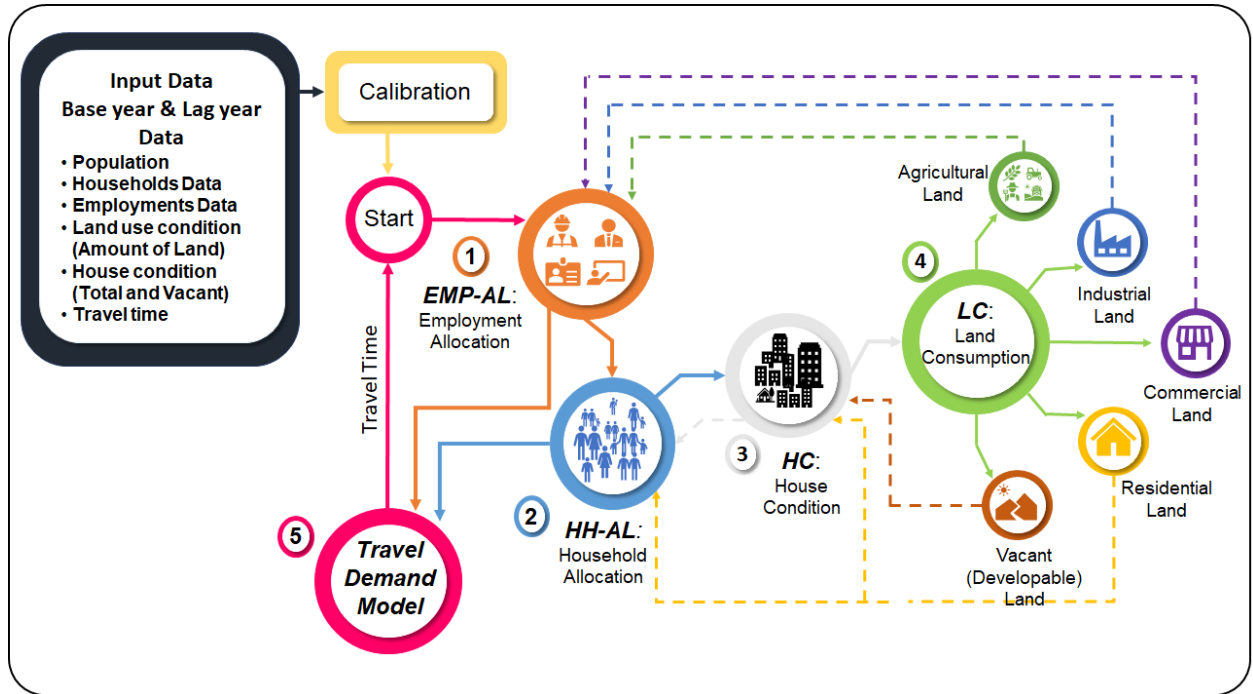 Input Data
Base year & Lag year
Data
• Population
• Households Data
• Employments Data
• Land use condition
(Amount of Land)
• House condition
(Total and Vacant)
• Travel time
Calibration
Start
1
EMP-AL:
Employment
Allocation
2
HH-AL:
Household
Allocation
3
HC:
House
Condition
4
LC:
Land
Consumption
Agricultural
Land
Industrial
Land
Commercial
Land
Residential
Land
Vacant
(Developable)
Land
5
Travel
Demand
Model
Travel Time